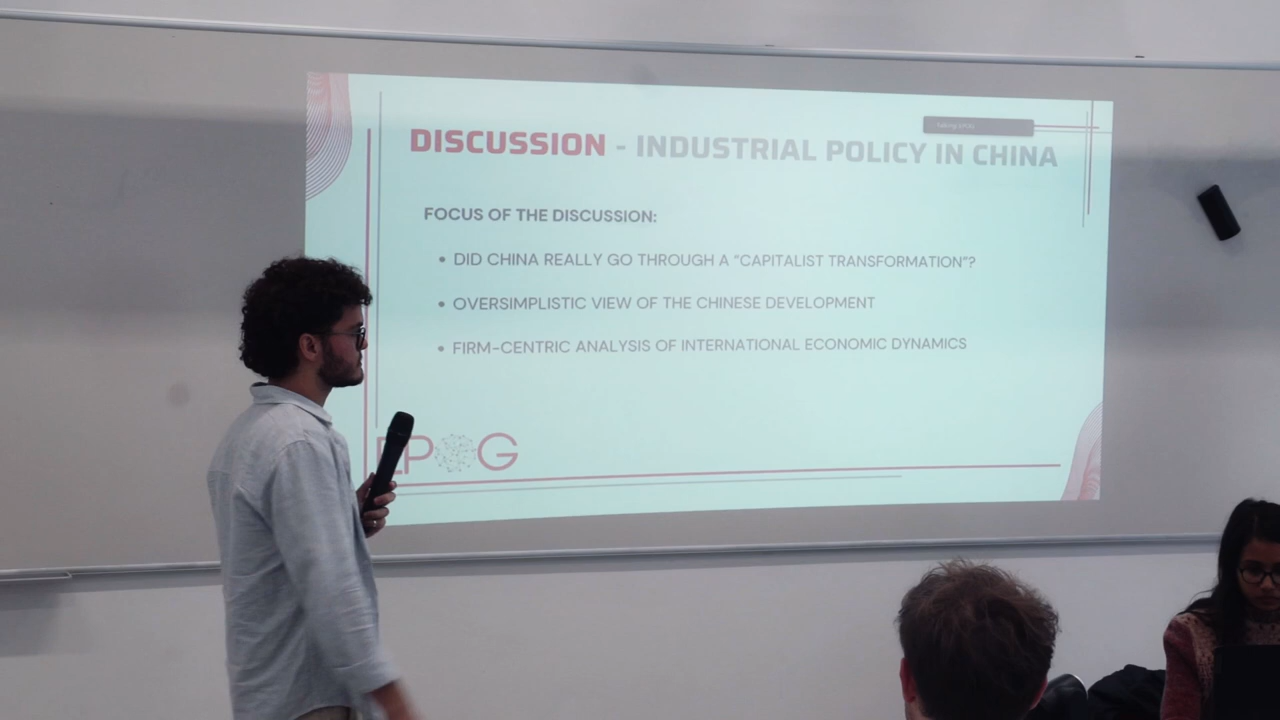 DISCUSSION - INDUSTRIAL POLICY IN CHINA
FOCUS OF THE DISCUSSION:
• DID CHINA REALLY GO THROUGH A "CAPITALIST TRANSFORMATION"?
• OVERSIMPLISTIC VIEW OF THE CHINESE DEVELOPMENT
• FIRM-CENTRIC ANALYSIS OF INTERNATIONAL ECONOMIC DYNAMICS
EPOG